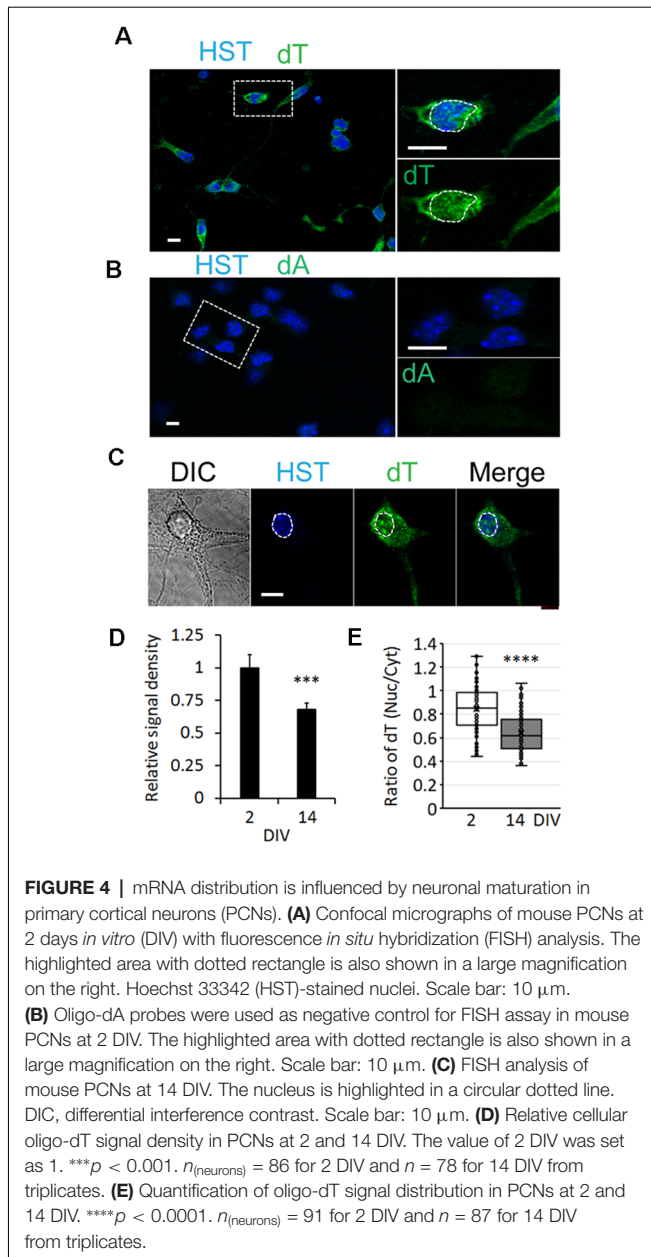 A
HST dT
dT
B
HST dA
dA
C
DIC HST dT Merge
D
Relative signal density
1.25
1
0.75
0.5
0.25
0
***
2 14
DIV
E
Ratio of dT (Nuc/Cyt)
1.4
1.2
1
0.8
0.6
0.4
0.2
0
****
2 14 DIV
FIGURE 4 | mRNA distribution is influenced by neuronal maturation in
primary cortical neurons (PCNs). (A) Confocal micrographs of mouse PCNs at
2 days in vitro (DIV) with fluorescence in situ hybridization (FISH) analysis. The
highlighted area with dotted rectangle is also shown in a large magnification
on the right. Hoechst 33342 (HST)-stained nuclei. Scale bar: 10 μm.
(B) Oligo-dA probes were used as negative control for FISH assay in mouse
PCNs at 2 DIV. The highlighted area with dotted rectangle is also shown in a
large magnification on the right. Scale bar: 10 μm. (C) FISH analysis of
mouse PCNs at 14 DIV. The nucleus is highlighted in a circular dotted line.
DIC, differential interference contrast. Scale bar: 10 μm. (D) Relative cellular
oligo-dT signal density in PCNs at 2 and 14 DIV. The value of 2 DIV was set
as 1. ***p < 0.001. n(neurons) = 86 for 2 DIV and n = 78 for 14 DIV from
triplicates. (E) Quantification of oligo-dT signal distribution in PCNs at 2 and
14 DIV. ****p < 0.0001. n(neurons) = 91 for 2 DIV and n = 87 for 14 DIV
from triplicates.